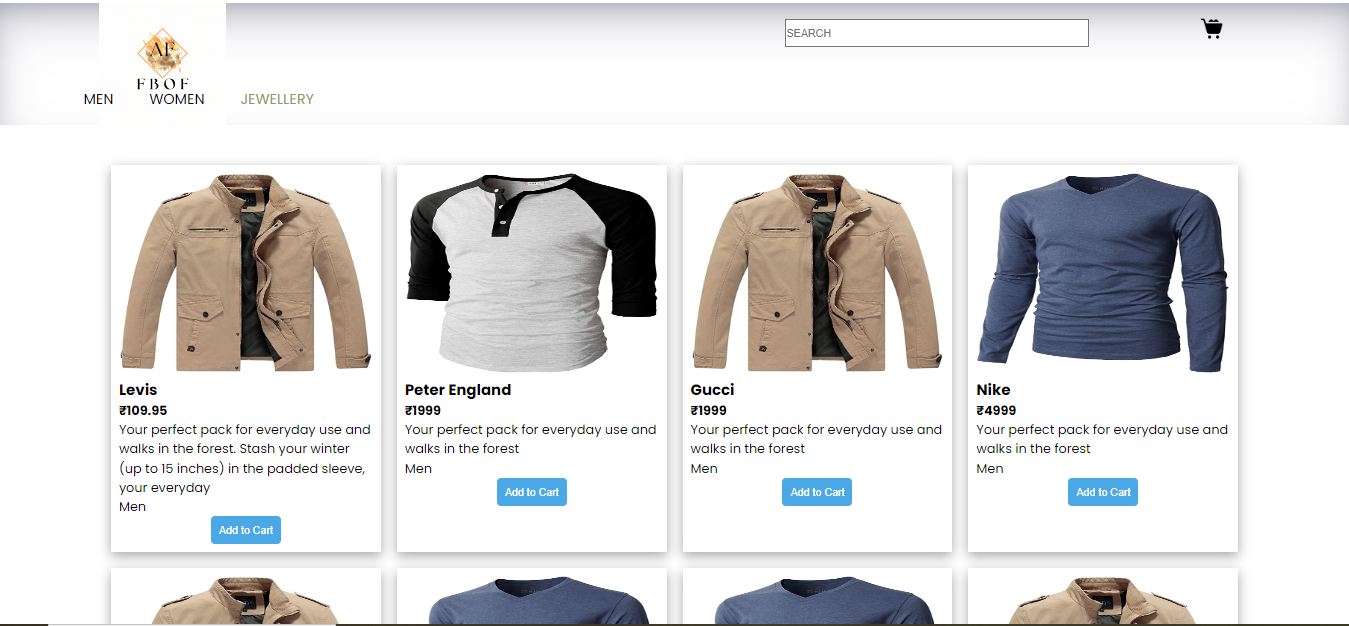 SEARCH
AF
FBOF
MEN WOMEN JEWELLERY
Levis
₹109.95
Your perfect pack for everyday use and
walks in the forest. Stash your winter
(up to 15 inches) in the padded sleeve,
your everyday
Men
Add to Cart
Peter England
₹1999
Your perfect pack for everyday use and
walks in the forest
Men
Add to Cart
Gucci
₹1999
Your perfect pack for everyday use and
walks in the forest
Men
Add to Cart
Nike
₹4999
Your perfect pack for everyday use and
walks in the forest
Men
Add to Cart